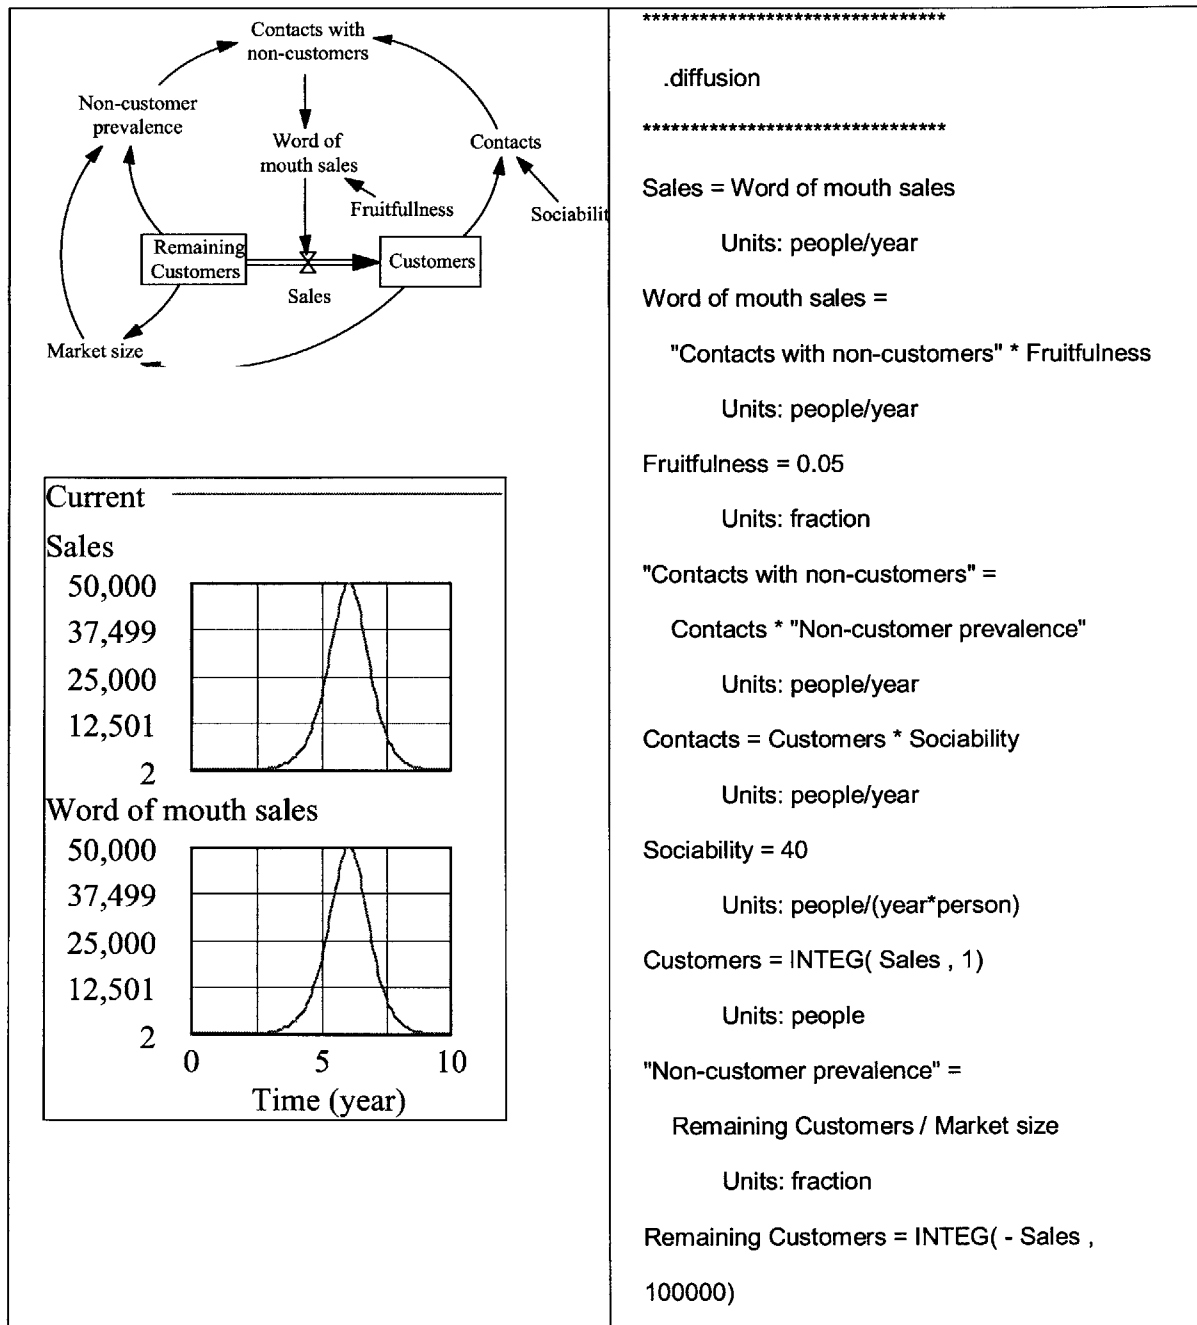 Contacts with
non-customers
Non-customer
prevalence
Word of
mouth sales
Contacts
Fruitfullness
Sociabilit
Remaining
Customers
Customers
Sales
Market size
Current
Sales
50,000
37,499
25,000
12,501
2
Word of mouth sales
50,000
37,499
25,000
12,501
2
0 5 10
Time (year)
********************************
.diffusion
********************************
Sales = Word of mouth sales
Units: people/year
Word of mouth sales =
"Contacts with non-customers" * Fruitfulness
Units: people/year
Fruitfulness = 0.05
Units: fraction
"Contacts with non-customers" =
Contacts * "Non-customer prevalence"
Units: people/year
Contacts = Customers * Sociability
Units: people/year
Sociability = 40
Units: people/(year*person)
Customers = INTEG( Sales , 1)
Units: people
"Non-customer prevalence" =
Remaining Customers / Market size
Units: fraction
Remaining Customers = INTEG( - Sales ,
100000)